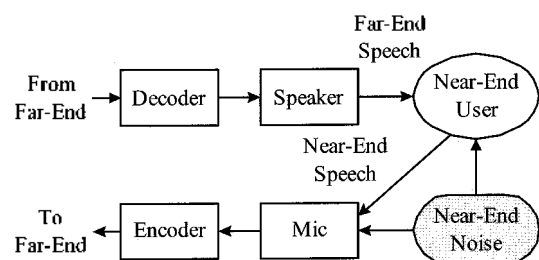 Far-End
Speech
From
Far-End
Decoder
Speaker
Near-End
User
Near-End
Speech
To
Far-End
Encoder
Mic
Near-End
Noise